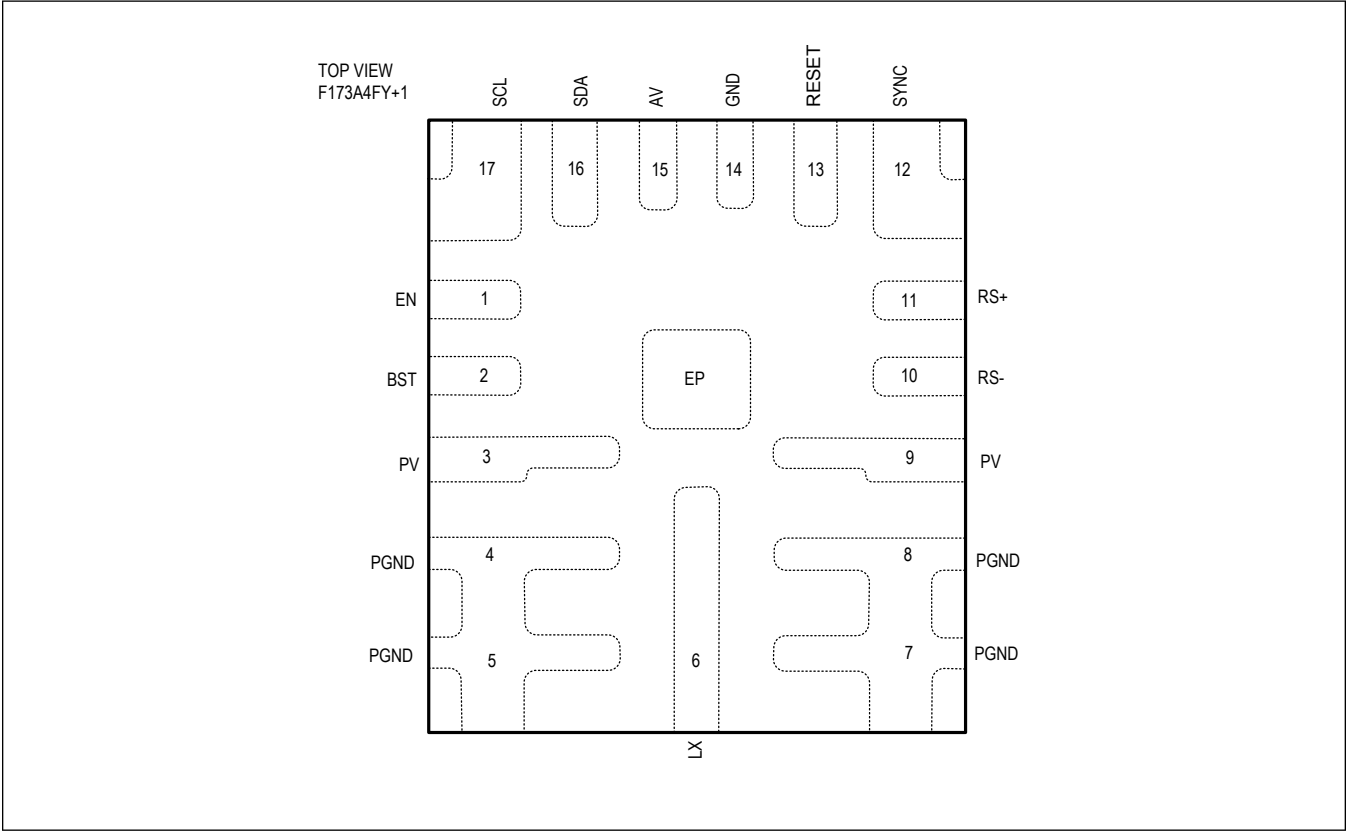 TOP VIEW
F173A4FY+1
SCL
SDA
AV
GND
RESET
SYNC
17
16
15
14
13
12
EN
1
11
RS+
BST
2
EP
10
RS-
PV
3
9
PV
PGND
4
8
PGND
PGND
5
6
7
PGND
LX